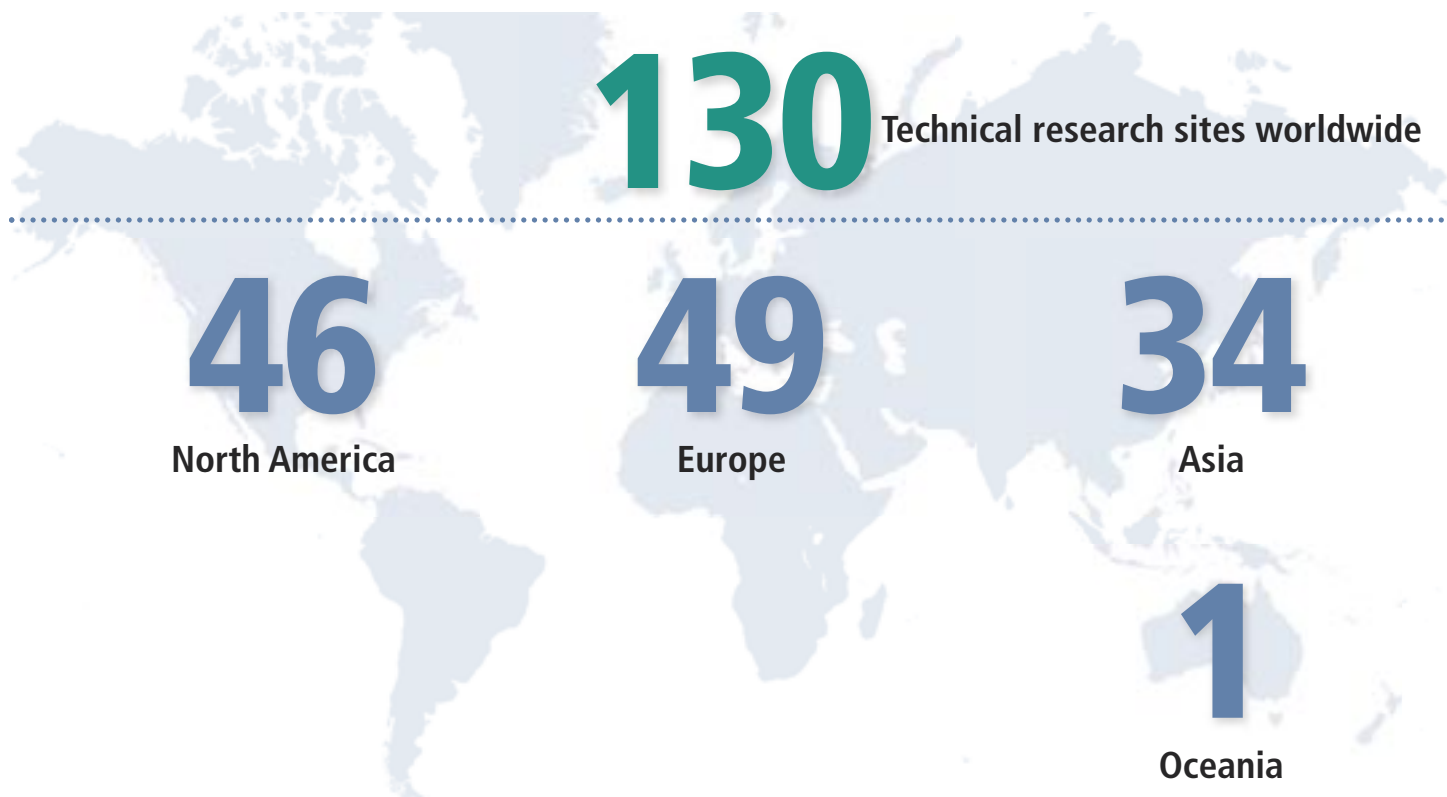 130 Technical research sites worldwide
46 49 34
North America Europe Asia
1
Oceania